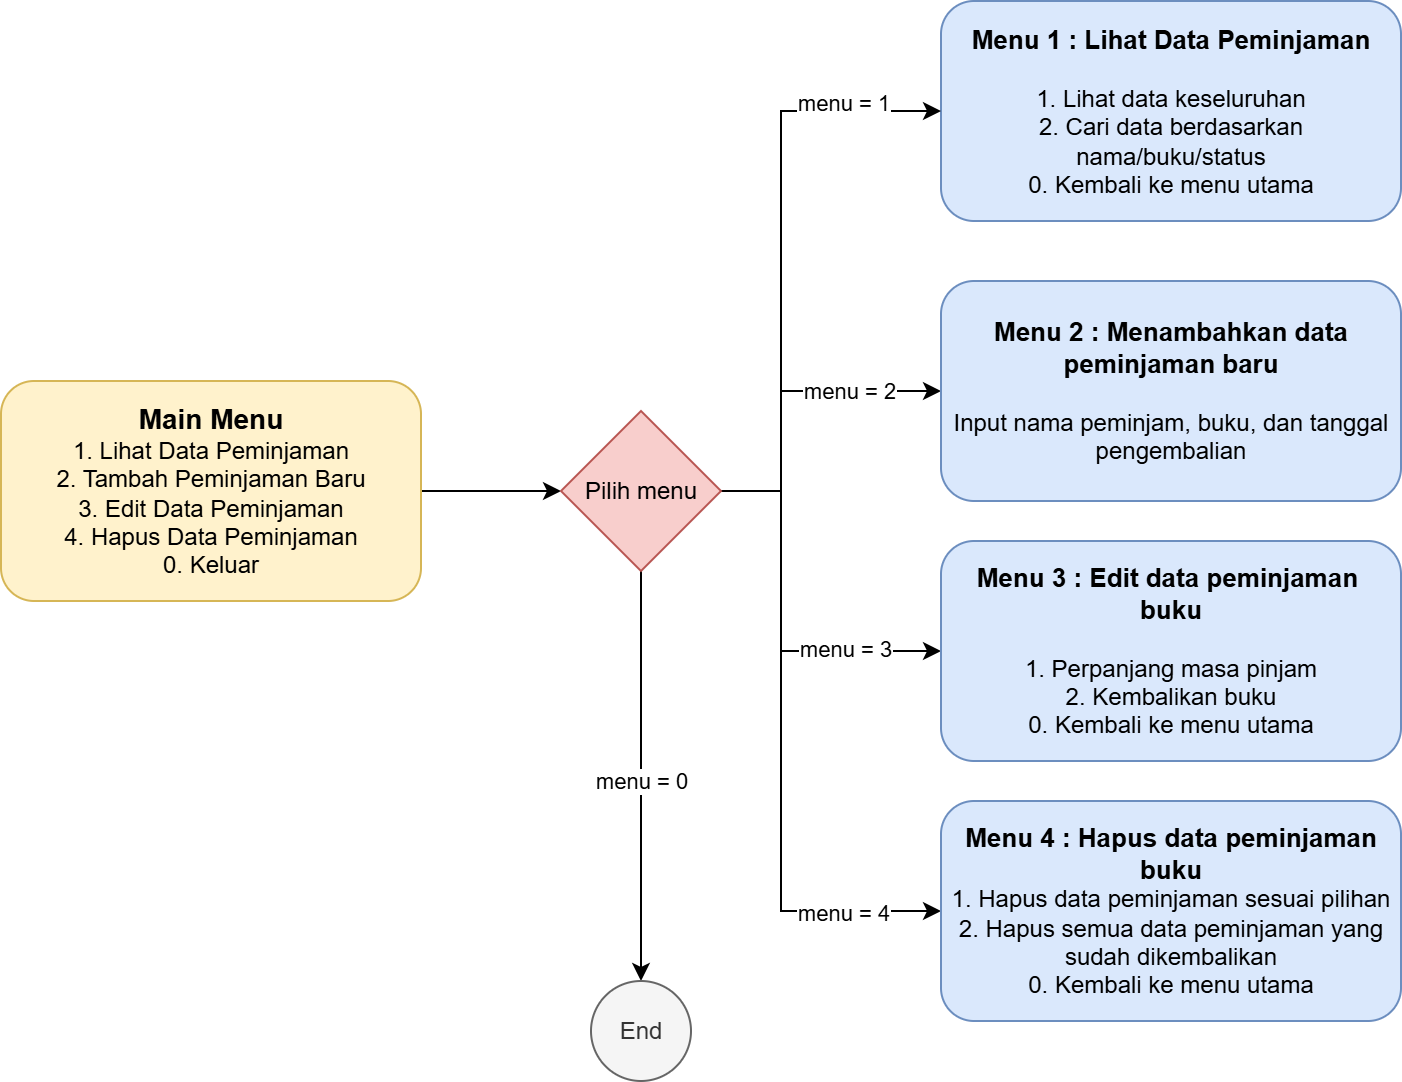 Main Menu
1. Lihat Data Peminjaman
2. Tambah Peminjaman Baru
3. Edit Data Peminjaman
4. Hapus Data Peminjaman
0. Keluar
Pilih menu
menu = 0
End
menu = 1
menu = 2
menu = 3
menu = 4
Menu 1 : Lihat Data Peminjaman
1. Lihat data keseluruhan
2. Cari data berdasarkan
nama/buku/status
0. Kembali ke menu utama
Menu 2 : Menambahkan data
peminjaman baru
Input nama peminjam, buku, dan tanggal
pengembalian
Menu 3 : Edit data peminjaman
buku
1. Perpanjang masa pinjam
2. Kembalikan buku
0. Kembali ke menu utama
Menu 4 : Hapus data peminjaman
buku
1. Hapus data peminjaman sesuai pilihan
2. Hapus semua data peminjaman yang
sudah dikembalikan
0. Kembali ke menu utama